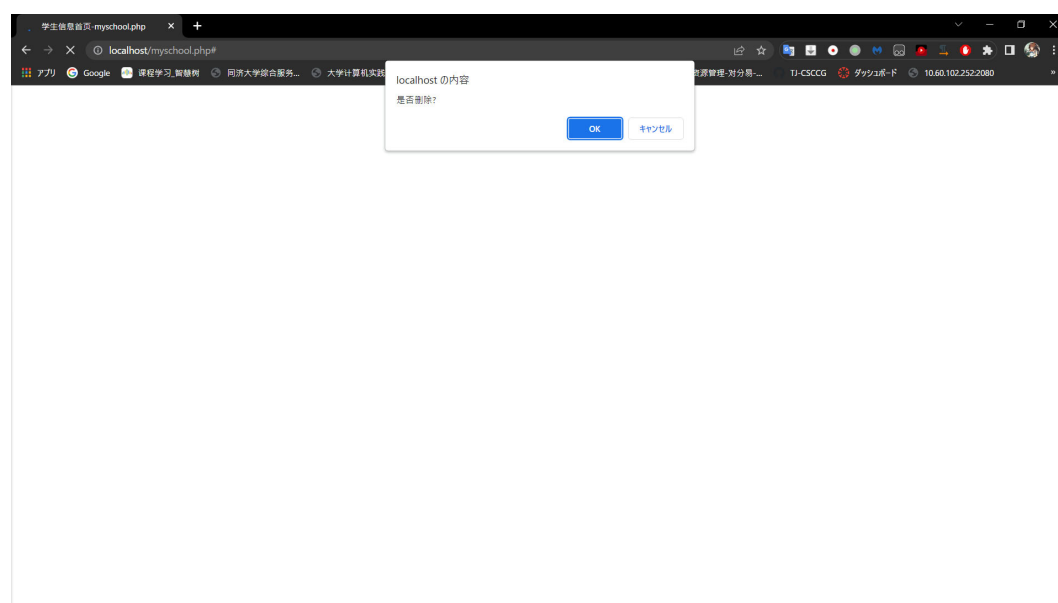 学生信息首页-myschool.php
localhost/myschool.php#
アプリ Google 课程学习_智慧树 同济大学综合服务... 大学计算机实践 资源管理-对分易-... TJ-CSCCG ダッシュボード 10.60.102.252:2080 »
localhost の内容
是否删除?
OK キャンセル